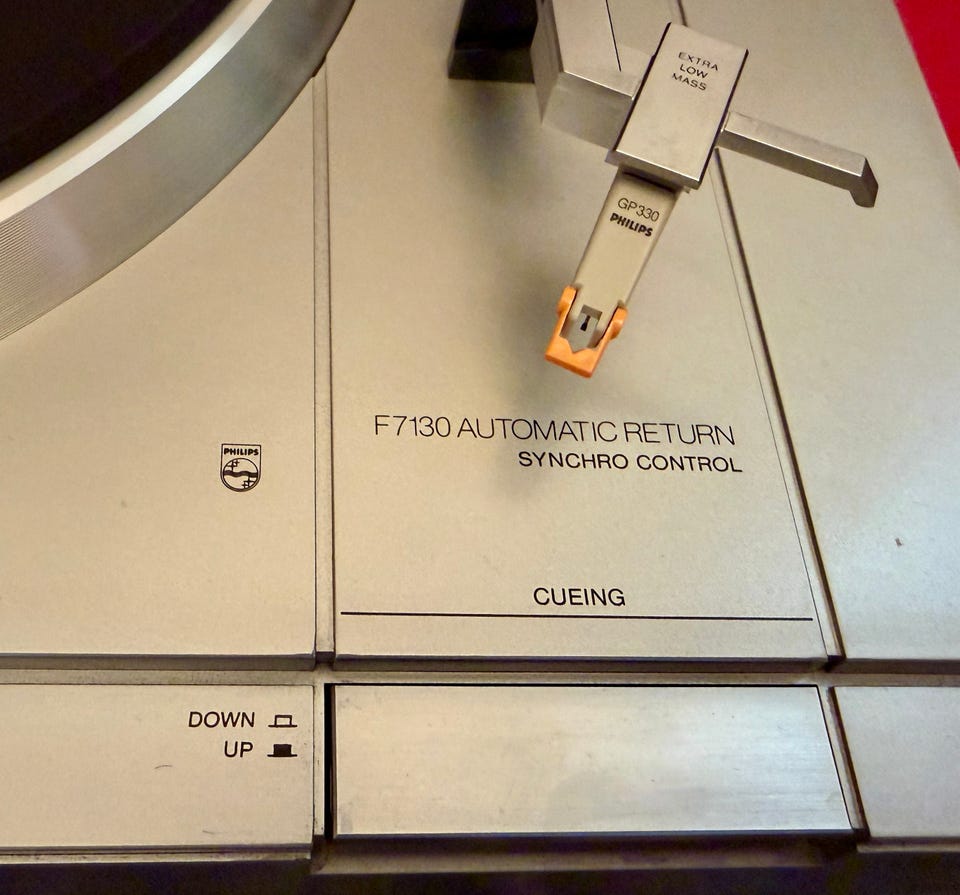 EXTRA
LOW
MASS
GP330
PHILIPS
F7130 AUTOMATIC RETURN
SYNCHRO CONTROL
PHILIPS
CUEING
DOWN
UP